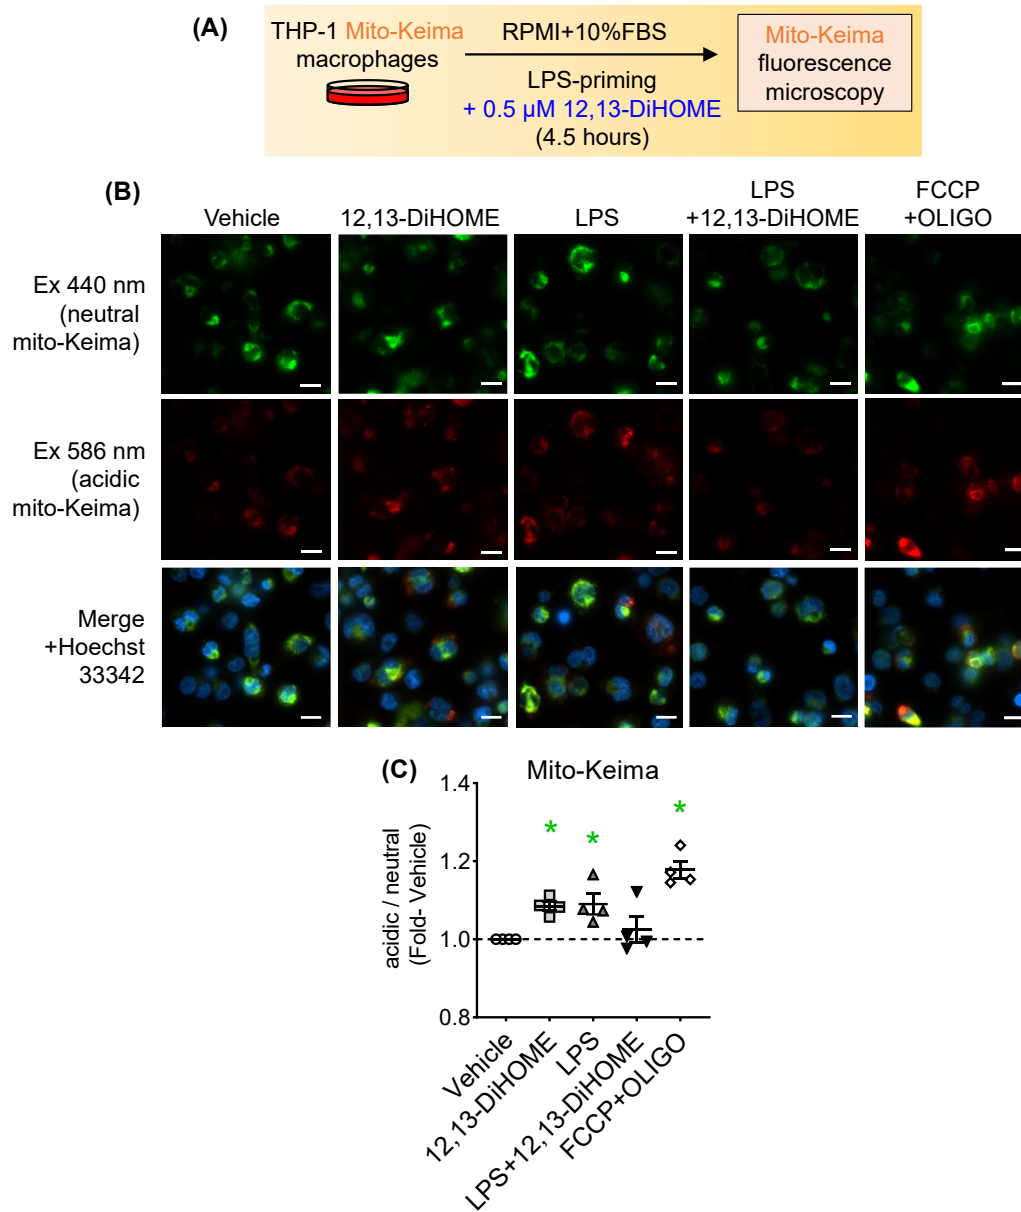 (A)
THP-1 Mito-Keima
macrophages
RPMI+10%FBS
LPS-priming
+ 0.5 µM 12,13-DiHOME
(4.5 hours)
Mito-Keima
fluorescence
microscopy
(B)
Vehicle
12,13-DiHOME
LPS
LPS
+12,13-DiHOME
FCCP
+OLIGO
Ex 440 nm
(neutral
mito-Keima)
Ex 586 nm
(acidic
mito-Keima)
Merge
+Hoechst
33342
(C)
Mito-Keima
acidic / neutral
(Fold- Vehicle)
1.4
1.2
1.0
0.8
*
*
*
Vehicle
12,13-DiHOME
LPS
LPS+12,13-DiHOME
FCCP+OLIGO